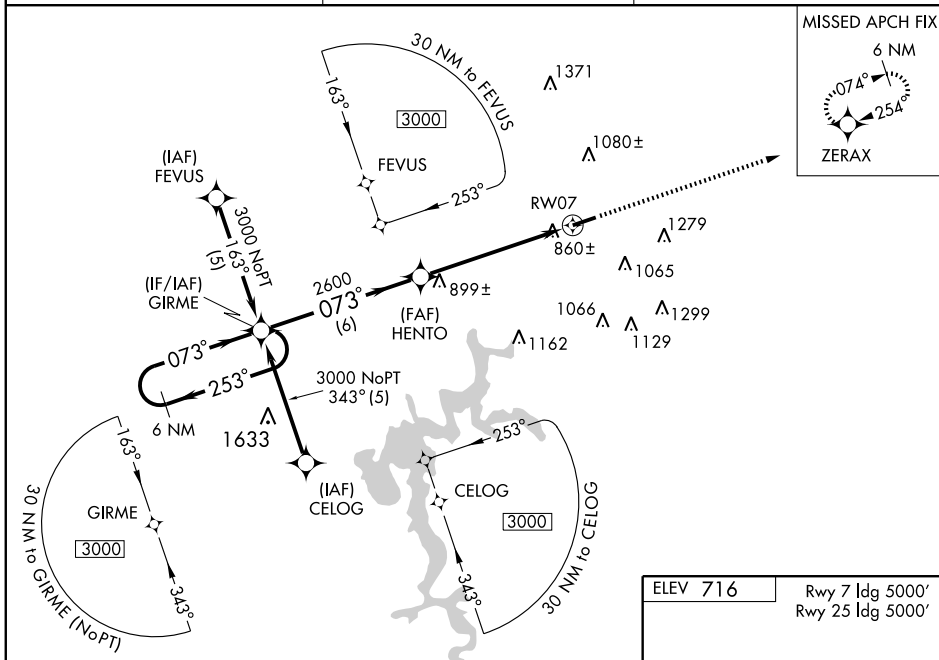 MISSED APCH FIX
6 NM
074°
254°
ZERAX
30 NM to FEVUS
163°
3000
FEVUS
253°
1371
1080±
(IAF)
FEVUS
3000 NoPT
163°
(5)
RW07
860±
1279
1065
(IF/IAF)
GIRME
2600
073°
(6)
(FAF)
HENTO
899±
1066
1299
1129
1162
073°
253°
6 NM
3000 NoPT
343° (5)
1633
(IAF)
CELOG
163°
GIRME
3000
343°
30 NM to GIRME (NoPT)
253°
CELOG
3000
343°
30 NM to CELOG
ELEV 716
Rwy 7 ldg 5000'
Rwy 25 ldg 5000'